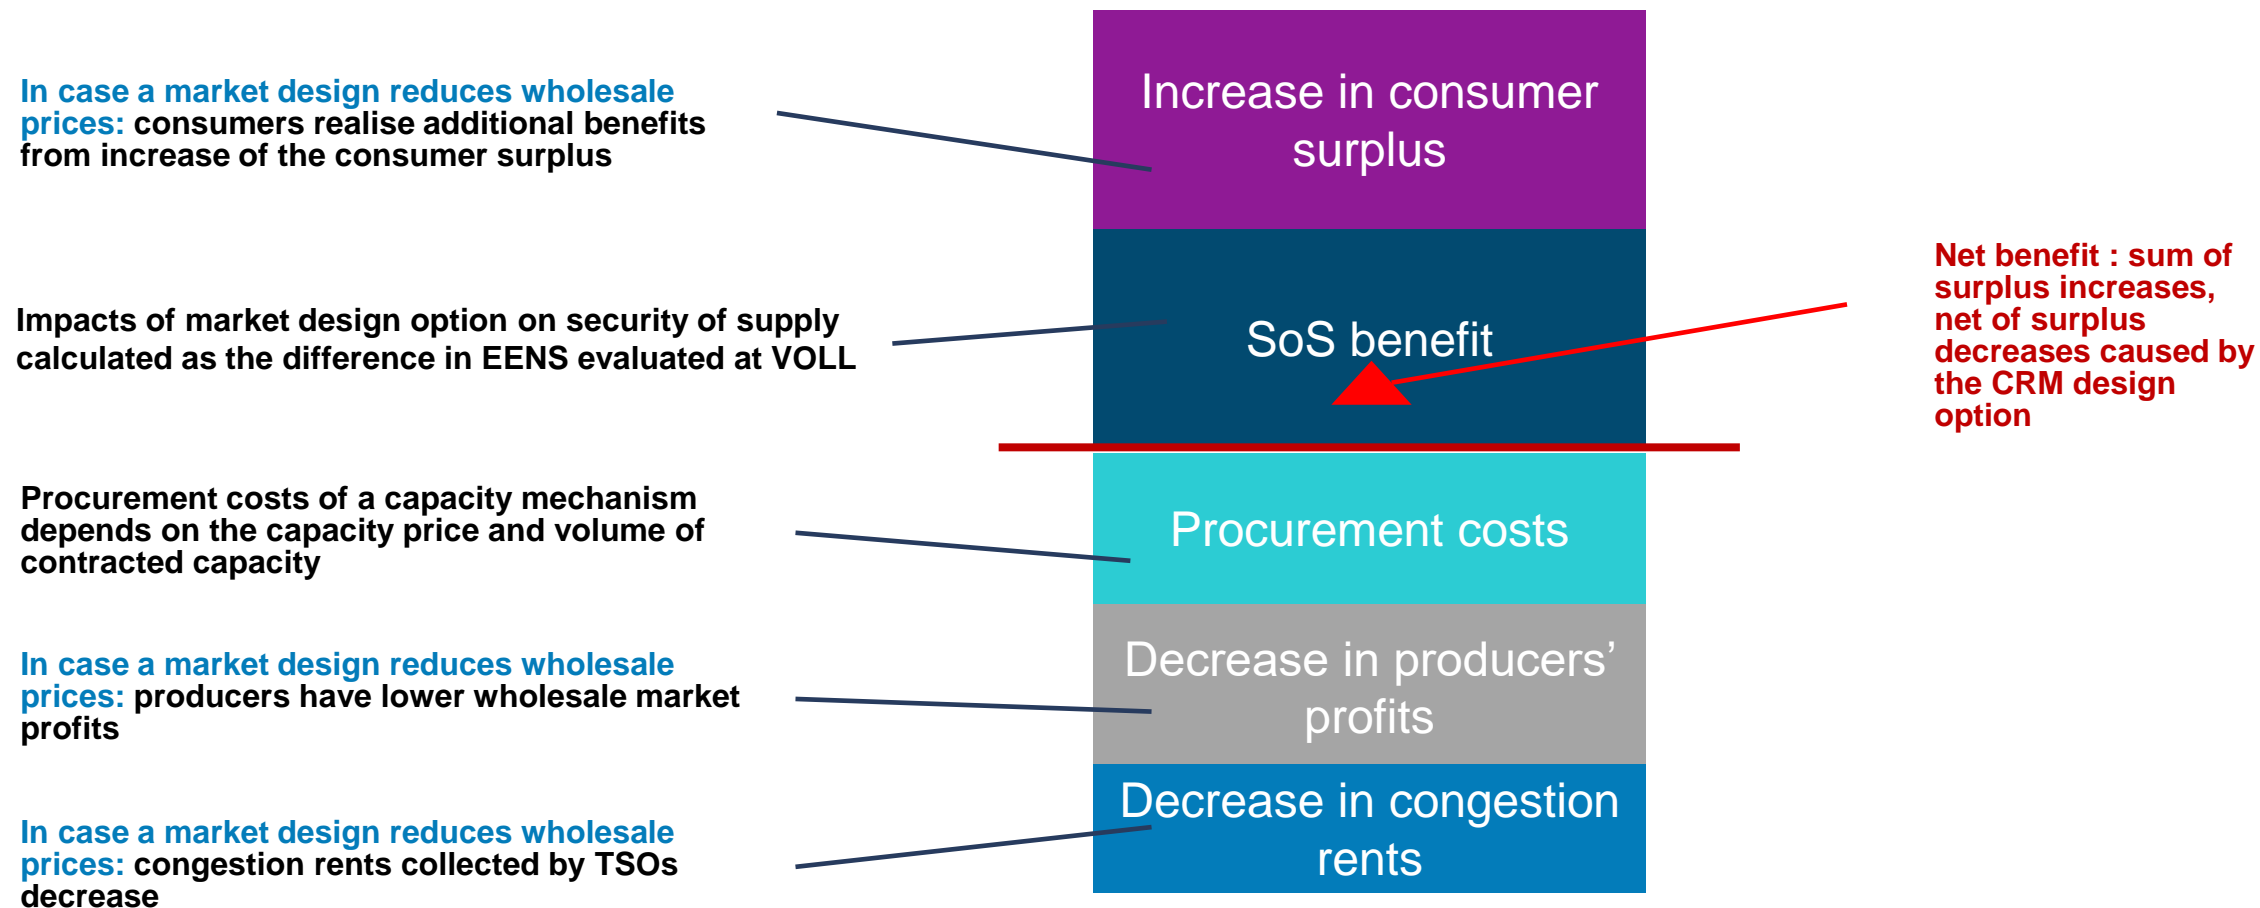 In case a market design reduces wholesale
prices: consumers realise additional benefits
from increase of the consumer surplus
Increase in consumer
surplus
Impacts of market design option on security of supply
calculated as the difference in EENS evaluated at VOLL
SoS benefit
Net benefit : sum of
surplus increases,
net of surplus
decreases caused by
the CRM design
option
Procurement costs of a capacity mechanism
depends on the capacity price and volume of
contracted capacity
Procurement costs
In case a market design reduces wholesale
prices: producers have lower wholesale market
profits
Decrease in producers’
profits
In case a market design reduces wholesale
prices: congestion rents collected by TSOs
decrease
Decrease in congestion
rents